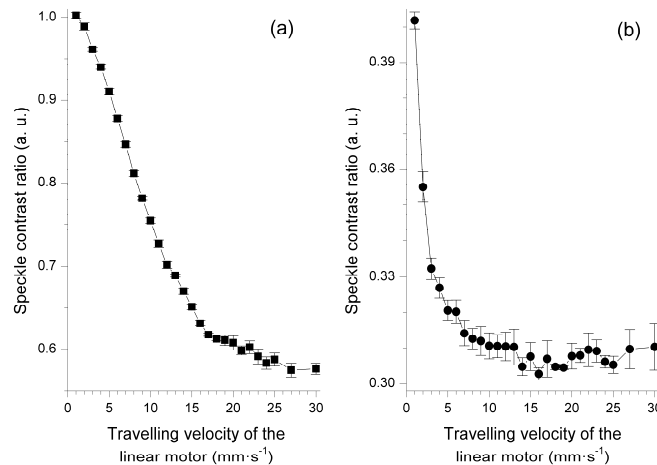 (a)
1.0
0.9
0.8
0.7
0.6
Speckle contrast ratio (a. u.)
0 5 10 15 20 25 30
Travelling velocity of the
linear motor (mm·s⁻¹)
(b)
0.39
0.36
0.33
0.30
Speckle contrast ratio (a. u.)
0 5 10 15 20 25 30
Travelling velocity of the
linear motor (mm·s⁻¹)